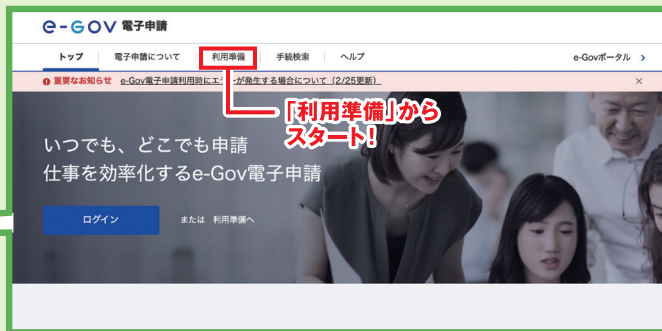 e-GOV 電子申請
トップ 電子申請について 利用準備 手続検索 ヘルプ e-Govポータル
重要なお知らせ e-Gov電子申請利用時にエラーが発生する場合について（2/25更新）
「利用準備」から
スタート！
いつでも、どこでも申請
仕事を効率化するe-Gov電子申請
ログイン または 利用準備へ